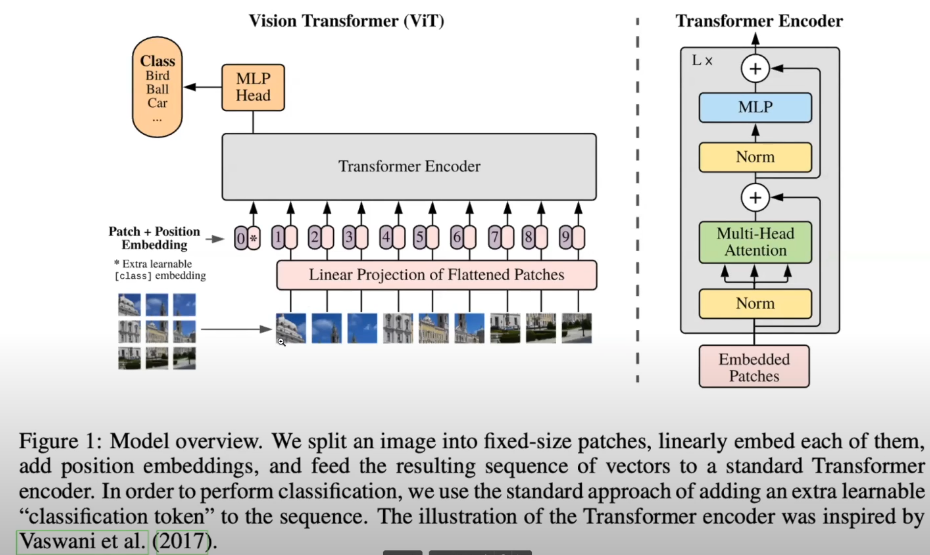 Vision Transformer (ViT)
Class
Bird
Ball
Car
...
MLP
Head
Transformer Encoder
Patch + Position
Embedding
* Extra learnable
[class] embedding
0 * 1 2 3 4 5 6 7 8 9
Linear Projection of Flattened Patches
Transformer Encoder
L x
+
MLP
Norm
+
Multi-Head
Attention
Norm
Embedded
Patches
Figure 1: Model overview. We split an image into fixed-size patches, linearly embed each of them,
add position embeddings, and feed the resulting sequence of vectors to a standard Transformer
encoder. In order to perform classification, we use the standard approach of adding an extra learnable
“classification token” to the sequence. The illustration of the Transformer encoder was inspired by
Vaswani et al. (2017).